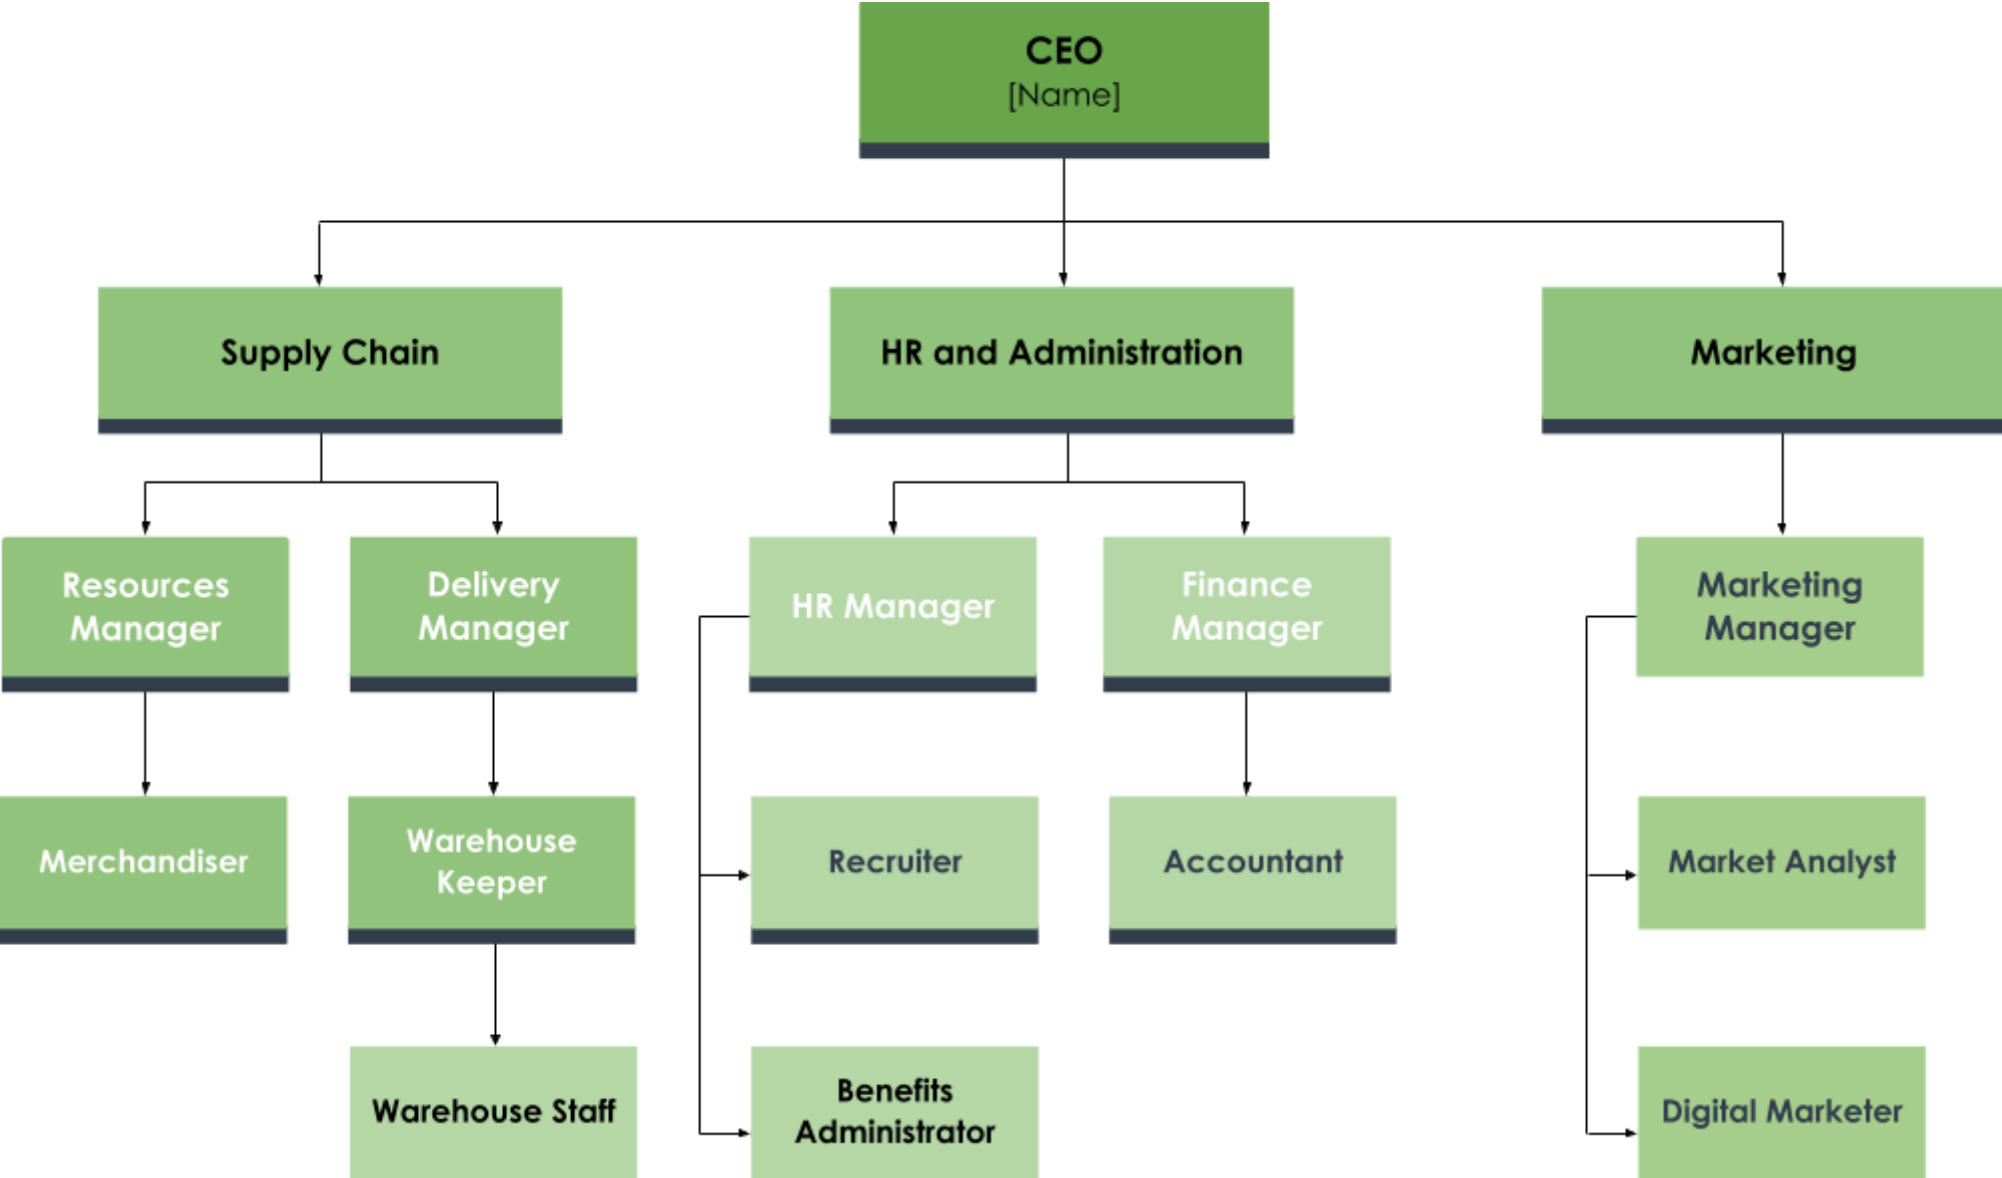 CEO
[Name]
Supply Chain
HR and Administration
Marketing
Resources
Manager
Delivery
Manager
HR Manager
Finance
Manager
Marketing
Manager
Merchandiser
Warehouse
Keeper
Recruiter
Accountant
Market Analyst
Warehouse Staff
Benefits
Administrator
Digital Marketer